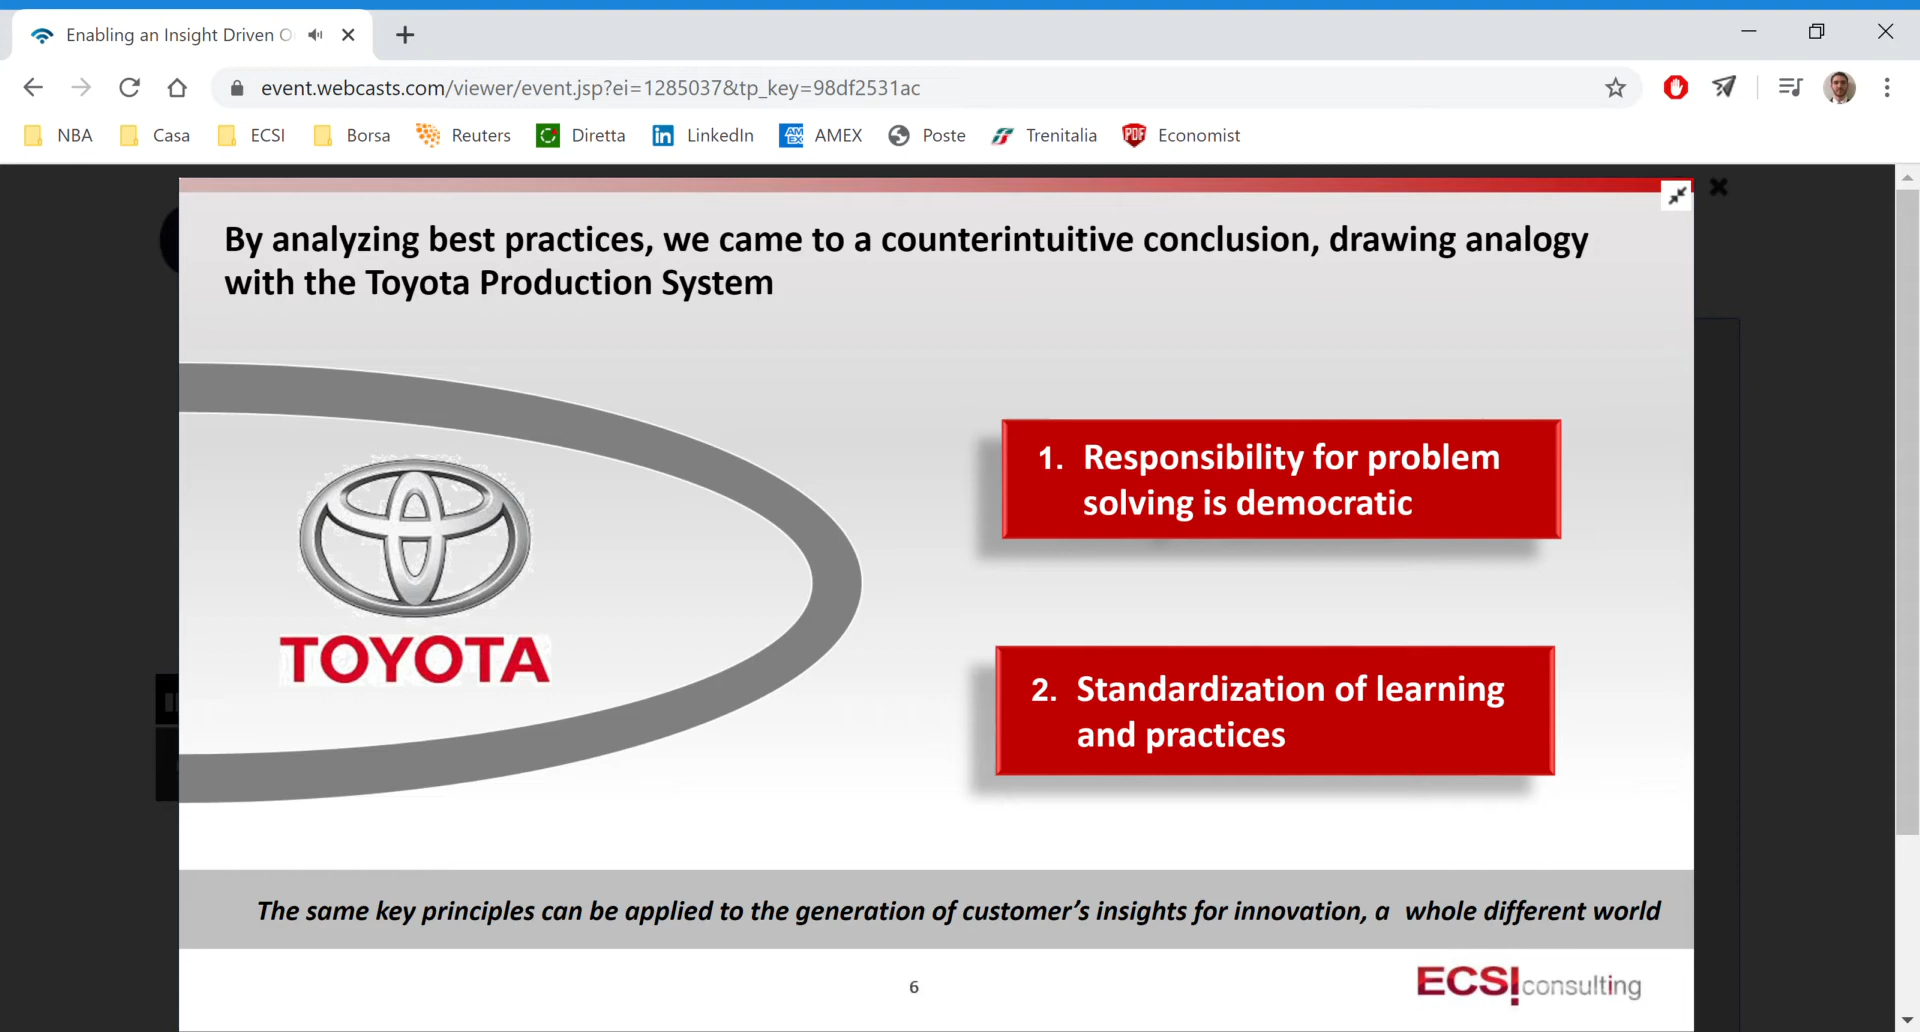 Enabling an Insight Driven O
event.webcasts.com/viewer/event.jsp?ei=1285037&tp_key=98df2531ac
NBA Casa ECSI Borsa Reuters Diretta LinkedIn AMEX Poste Trenitalia PDF Economist
By analyzing best practices, we came to a counterintuitive conclusion, drawing analogy
with the Toyota Production System
1. Responsibility for problem
solving is democratic
TOYOTA
2. Standardization of learning
and practices
The same key principles can be applied to the generation of customer’s insights for innovation, a whole different world
6
ECSI consulting